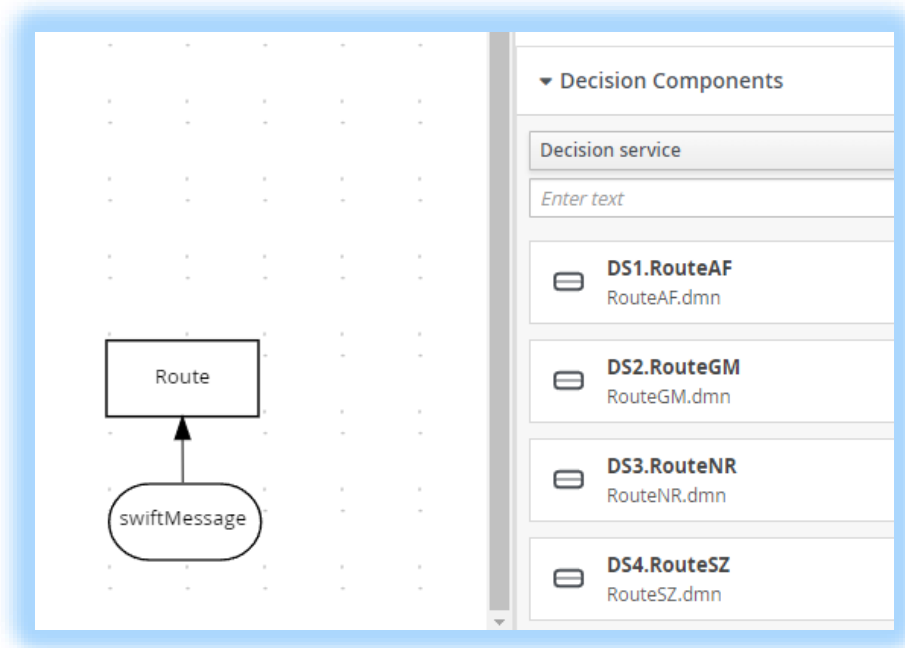 Route
swiftMessage
Decision Components
Decision service
Enter text
DS1.RouteAF
RouteAF.dmn
DS2.RouteGM
RouteGM.dmn
DS3.RouteNR
RouteNR.dmn
DS4.RouteSZ
RouteSZ.dmn